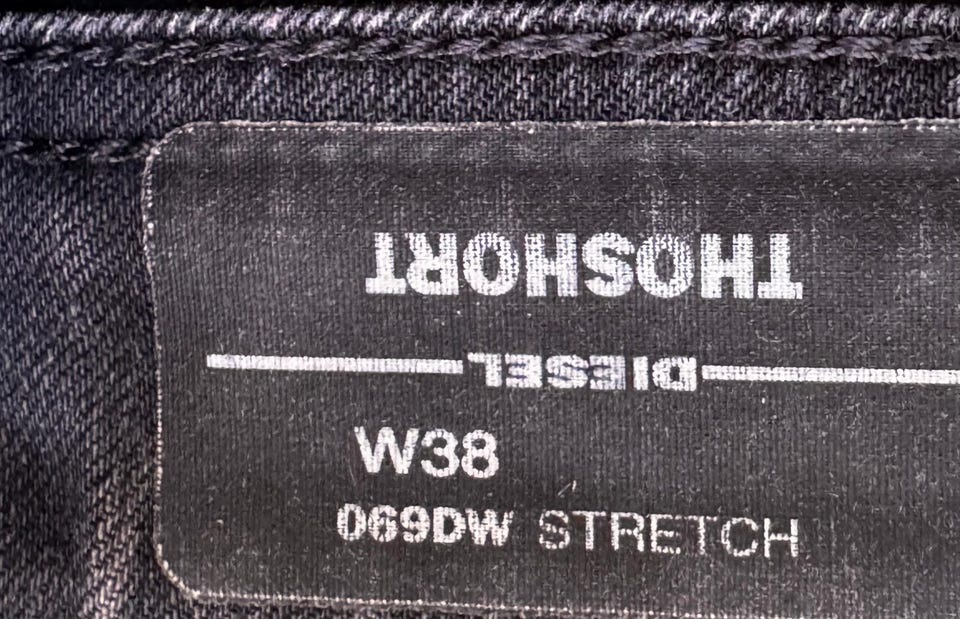 THOSHORT
DIESEL
W38
069DW STRETCH